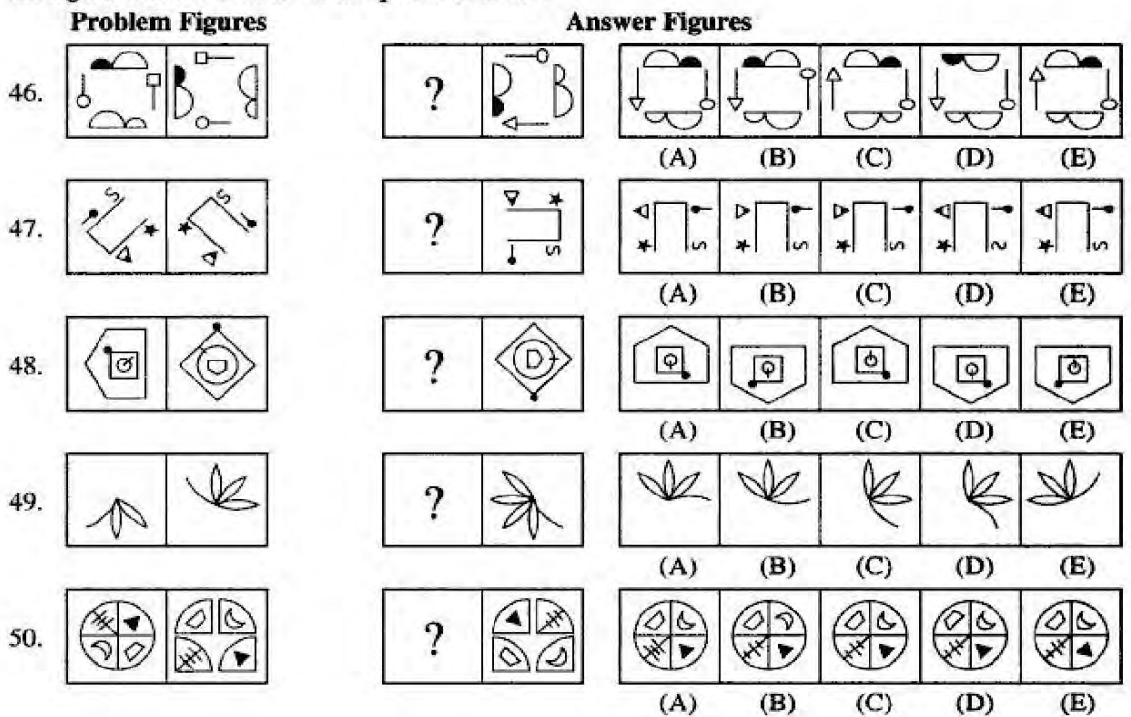 Problem Figures Answer Figures
46. ?
(A) (B) (C) (D) (E)
47. S S ? S S S S S S
(A) (B) (C) (D) (E)
48. ?
(A) (B) (C) (D) (E)
49. ?
(A) (B) (C) (D) (E)
50. ?
(A) (B) (C) (D) (E)